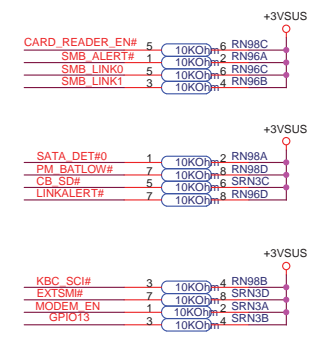 +3VSUS
CARD_READER_EN# 5 10KOhm 6 RN98C
SMB_ALERT# 1 10KOhm 2 RN96A
SMB_LINK0 5 10KOhm 6 RN96C
SMB_LINK1 3 10KOhm 4 RN96B
+3VSUS
SATA_DET#0 1 10KOhm 2 RN98A
PM_BATLOW# 7 10KOhm 8 RN98D
CB_SD# 5 10KOhm 6 SRN3C
LINKALERT# 7 10KOhm 8 RN96D
+3VSUS
KBC_SCI# 3 10KOhm 4 RN98B
EXTSMI# 7 10KOhm 8 SRN3D
MODEM_EN 1 10KOhm 2 SRN3A
GPIO13 3 10KOhm 4 SRN3B